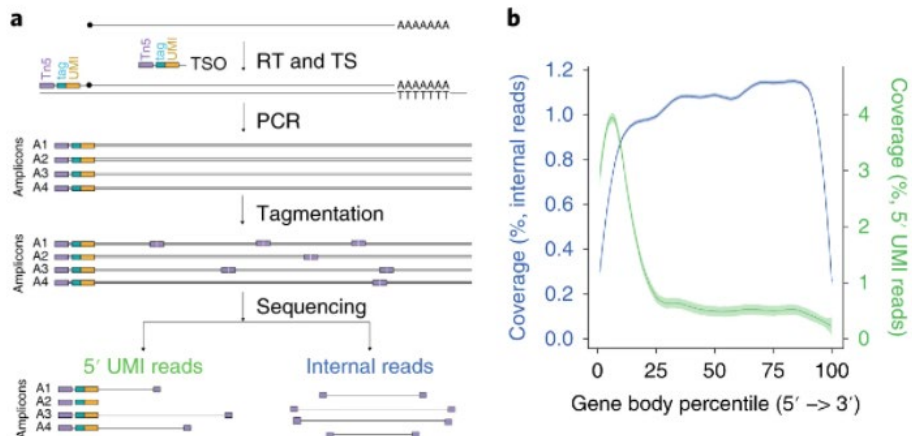 a
AAAAAAA
Tn5
tag
UMI
Tn5
tag
UMI
TSO
RT and TS
AAAAAAA
TTTTTTT
PCR
Amplicons
A1
A2
A3
A4
Tagmentation
Amplicons
A1
A2
A3
A4
Sequencing
5′ UMI reads
Internal reads
Amplicons
A1
A2
A3
A4
b
Coverage (%, internal reads)
1.2
1.0
0.8
0.6
0.4
0.2
0.0
4
3
2
1
0
Coverage (%, 5′ UMI reads)
0 25 50 75 100
Gene body percentile (5′ –> 3′)